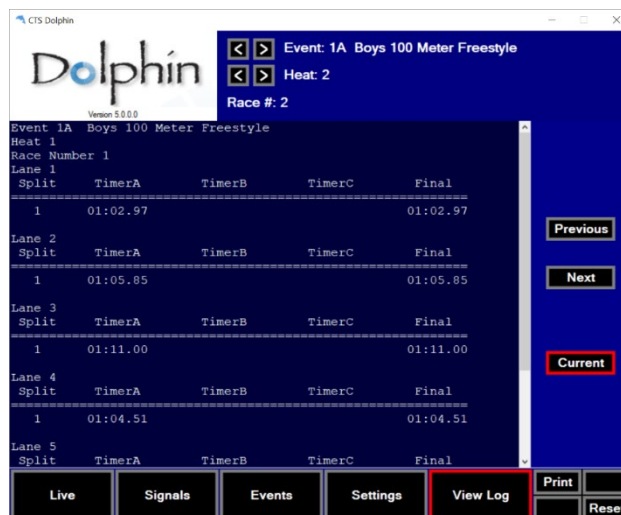 CTS Dolphin
Dolphin
Version 5.0.0.0
< > Event: 1A Boys 100 Meter Freestyle
< > Heat: 2
Race #: 2
Event 1A Boys 100 Meter Freestyle
Heat 1
Race Number 1
Lane 1
Split TimerA TimerB TimerC Final
================================================
1 01:02.97 01:02.97
Lane 2
Split TimerA TimerB TimerC Final
================================================
1 01:05.85 01:05.85
Lane 3
Split TimerA TimerB TimerC Final
================================================
1 01:11.00 01:11.00
Lane 4
Split TimerA TimerB TimerC Final
================================================
1 01:04.51 01:04.51
Lane 5
Split TimerA TimerB TimerC Final
Previous
Next
Current
Live Signals Events Settings View Log
Print
Rese